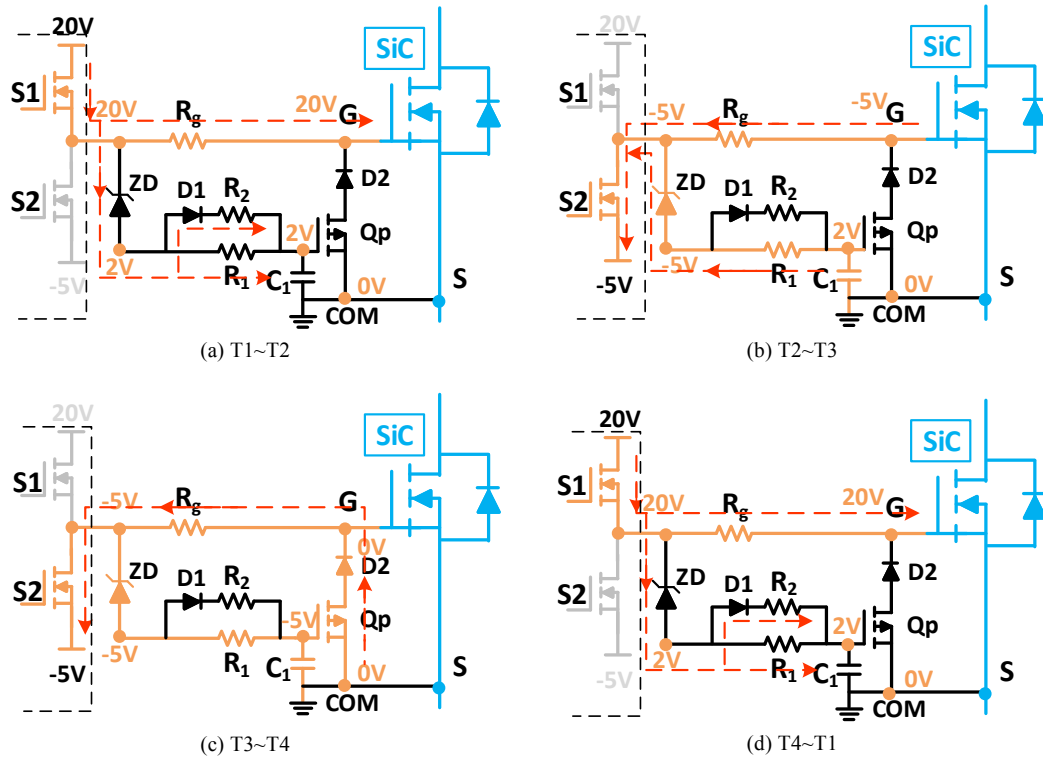 20V
SiC
S1
20V
Rg
20V
G
S2
ZD
D1
R2
D2
2V
Qp
2V
R1
C1
0V
S
-5V
COM
(a) T1~T2
20V
SiC
S1
-5V
Rg
-5V
G
S2
ZD
D1
R2
D2
2V
Qp
-5V
R1
C1
0V
S
-5V
COM
(b) T2~T3
20V
SiC
S1
-5V
Rg
G
0V
S2
ZD
D1
R2
D2
-5V
Qp
-5V
R1
C1
0V
S
-5V
COM
(c) T3~T4
20V
SiC
S1
20V
Rg
20V
G
S2
ZD
D1
R2
D2
2V
Qp
2V
R1
C1
0V
S
-5V
COM
(d) T4~T1